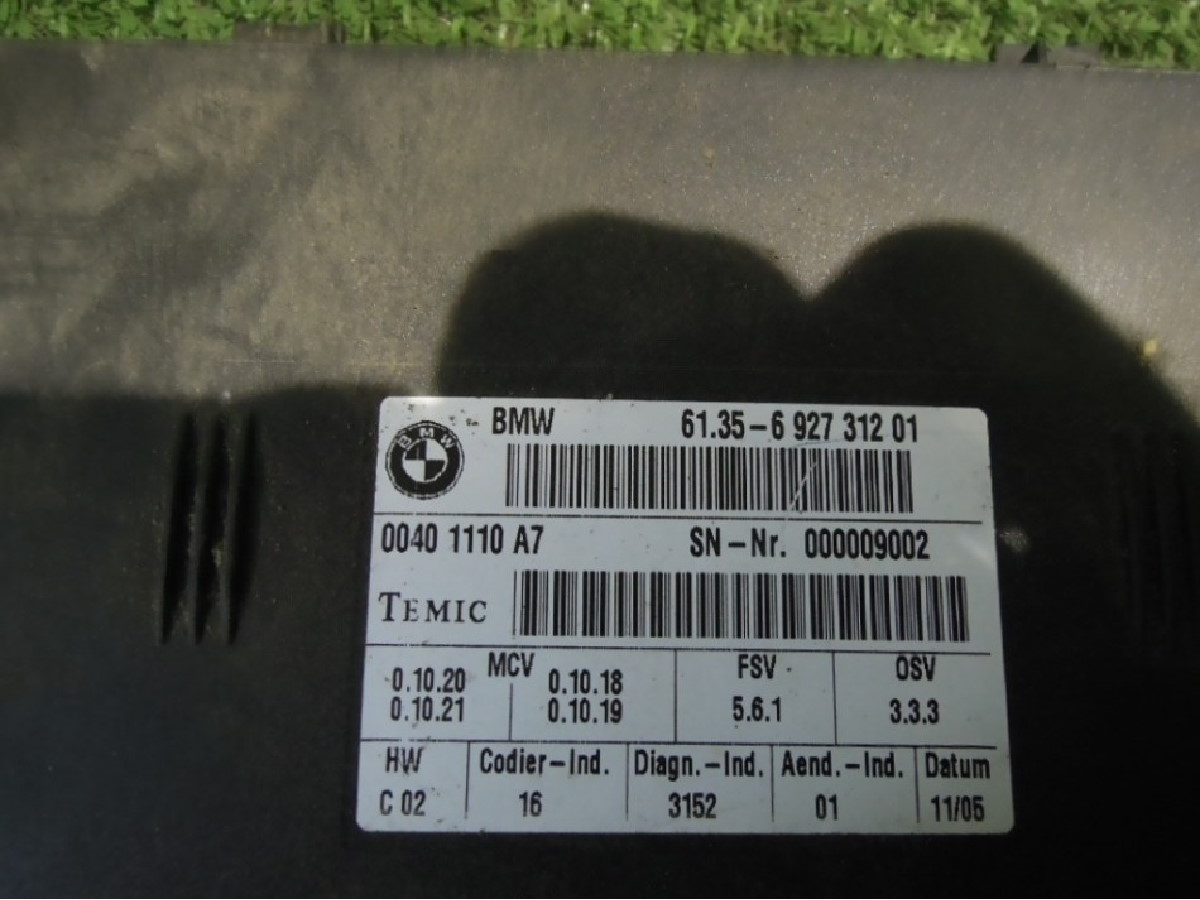 BMW 61.35-6 927 312 01
BMW
0040 1110 A7 SN-Nr. 000009002
TEMIC
MCV FSV OSV
0.10.20 0.10.18
0.10.21 0.10.19 5.6.1 3.3.3
HW Codier-Ind. Diagn.-Ind. Aend.-Ind. Datum
C 02 16 3152 01 11/05